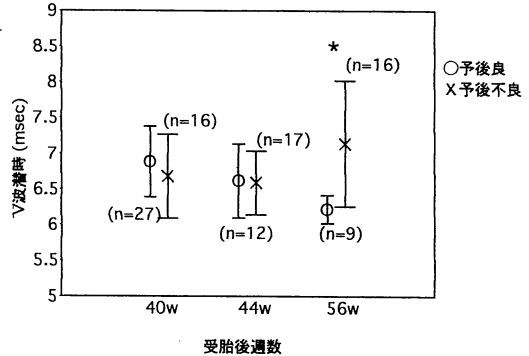 9
8.5
8
7.5
7
6.5
6
5.5
5
V波潜時 (msec)
*
(n=16)
(n=16)
(n=17)
(n=27)
(n=12)
(n=9)
○予後良
×予後不良
40w
44w
56w
受胎後週数